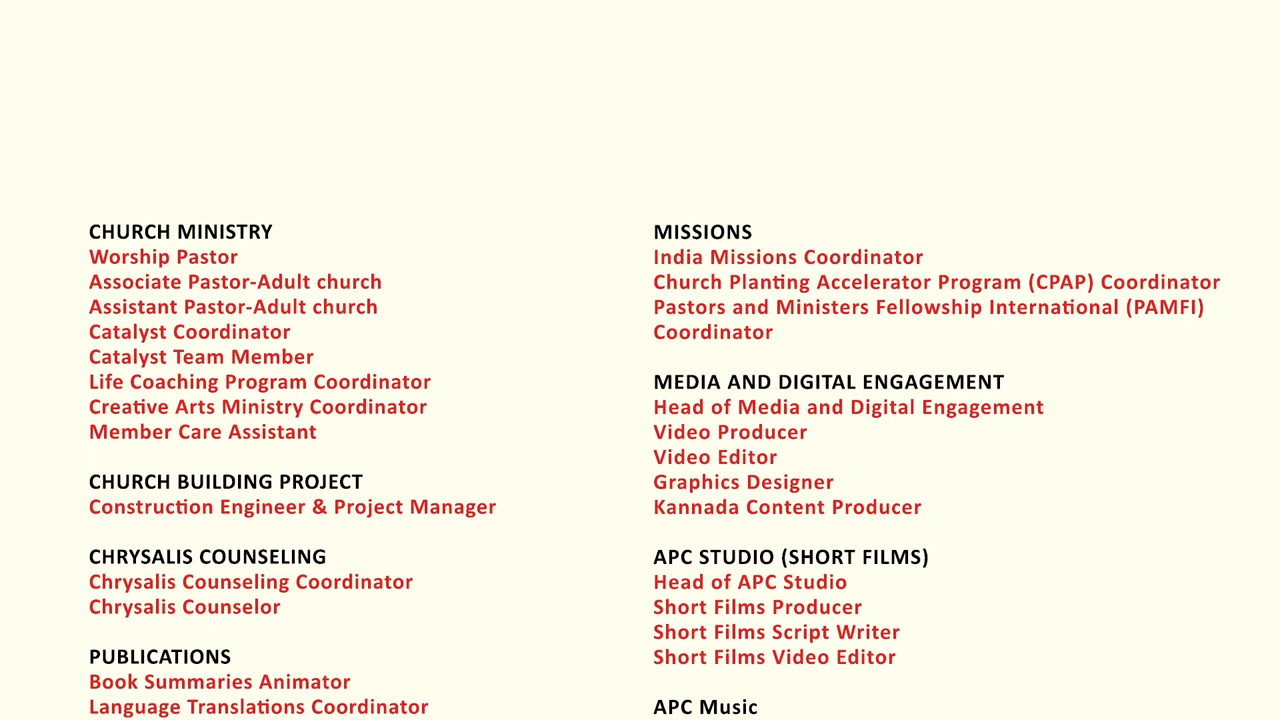 CHURCH MINISTRY
Worship Pastor
Associate Pastor-Adult church
Assistant Pastor-Adult church
Catalyst Coordinator
Catalyst Team Member
Life Coaching Program Coordinator
Creative Arts Ministry Coordinator
Member Care Assistant
CHURCH BUILDING PROJECT
Construction Engineer & Project Manager
CHRYSALIS COUNSELING
Chrysalis Counseling Coordinator
Chrysalis Counselor
PUBLICATIONS
Book Summaries Animator
Language Translations Coordinator
MISSIONS
India Missions Coordinator
Church Planting Accelerator Program (CPAP) Coordinator
Pastors and Ministers Fellowship International (PAMFI)
Coordinator
MEDIA AND DIGITAL ENGAGEMENT
Head of Media and Digital Engagement
Video Producer
Video Editor
Graphics Designer
Kannada Content Producer
APC STUDIO (SHORT FILMS)
Head of APC Studio
Short Films Producer
Short Films Script Writer
Short Films Video Editor
APC Music